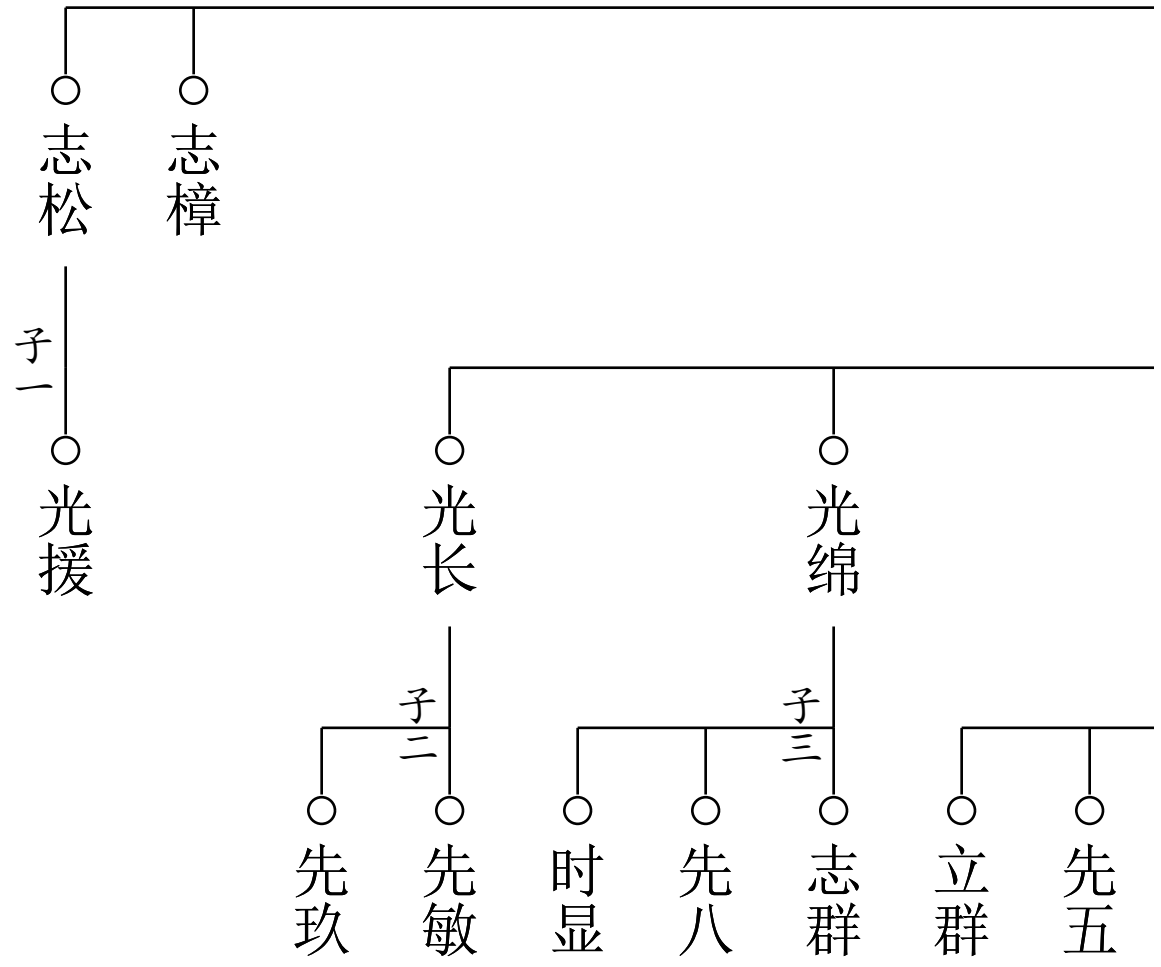 志松
志樟
子一
光援
光长
光绵
子二
子三
先玖
先敏
时显
先八
志群
立群
先五